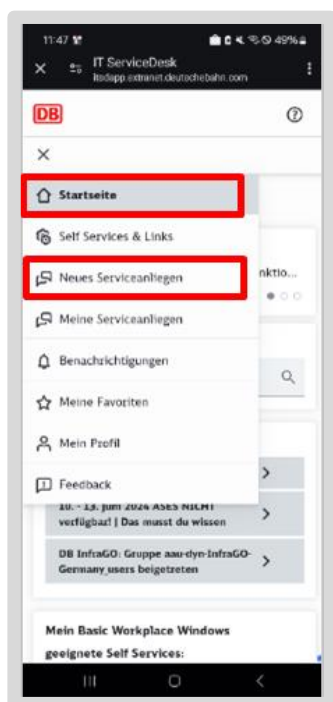 11:47
49%
IT ServiceDesk
itsdapp.extranet.deutschebahn.com
DB
Startseite
Self Services & Links
Neues Serviceanliegen
nktio...
Meine Serviceanliegen
Benachrichtigungen
Meine Favoriten
Mein Profil
Feedback
10. - 13. Juni 2024 ASES NICHT
verfügbar! | Das musst du wissen
DB InfraGO: Gruppe aau-dyn-InfraGO-
Germany_users beigetreten
Mein Basic Workplace Windows
geeignete Self Services: